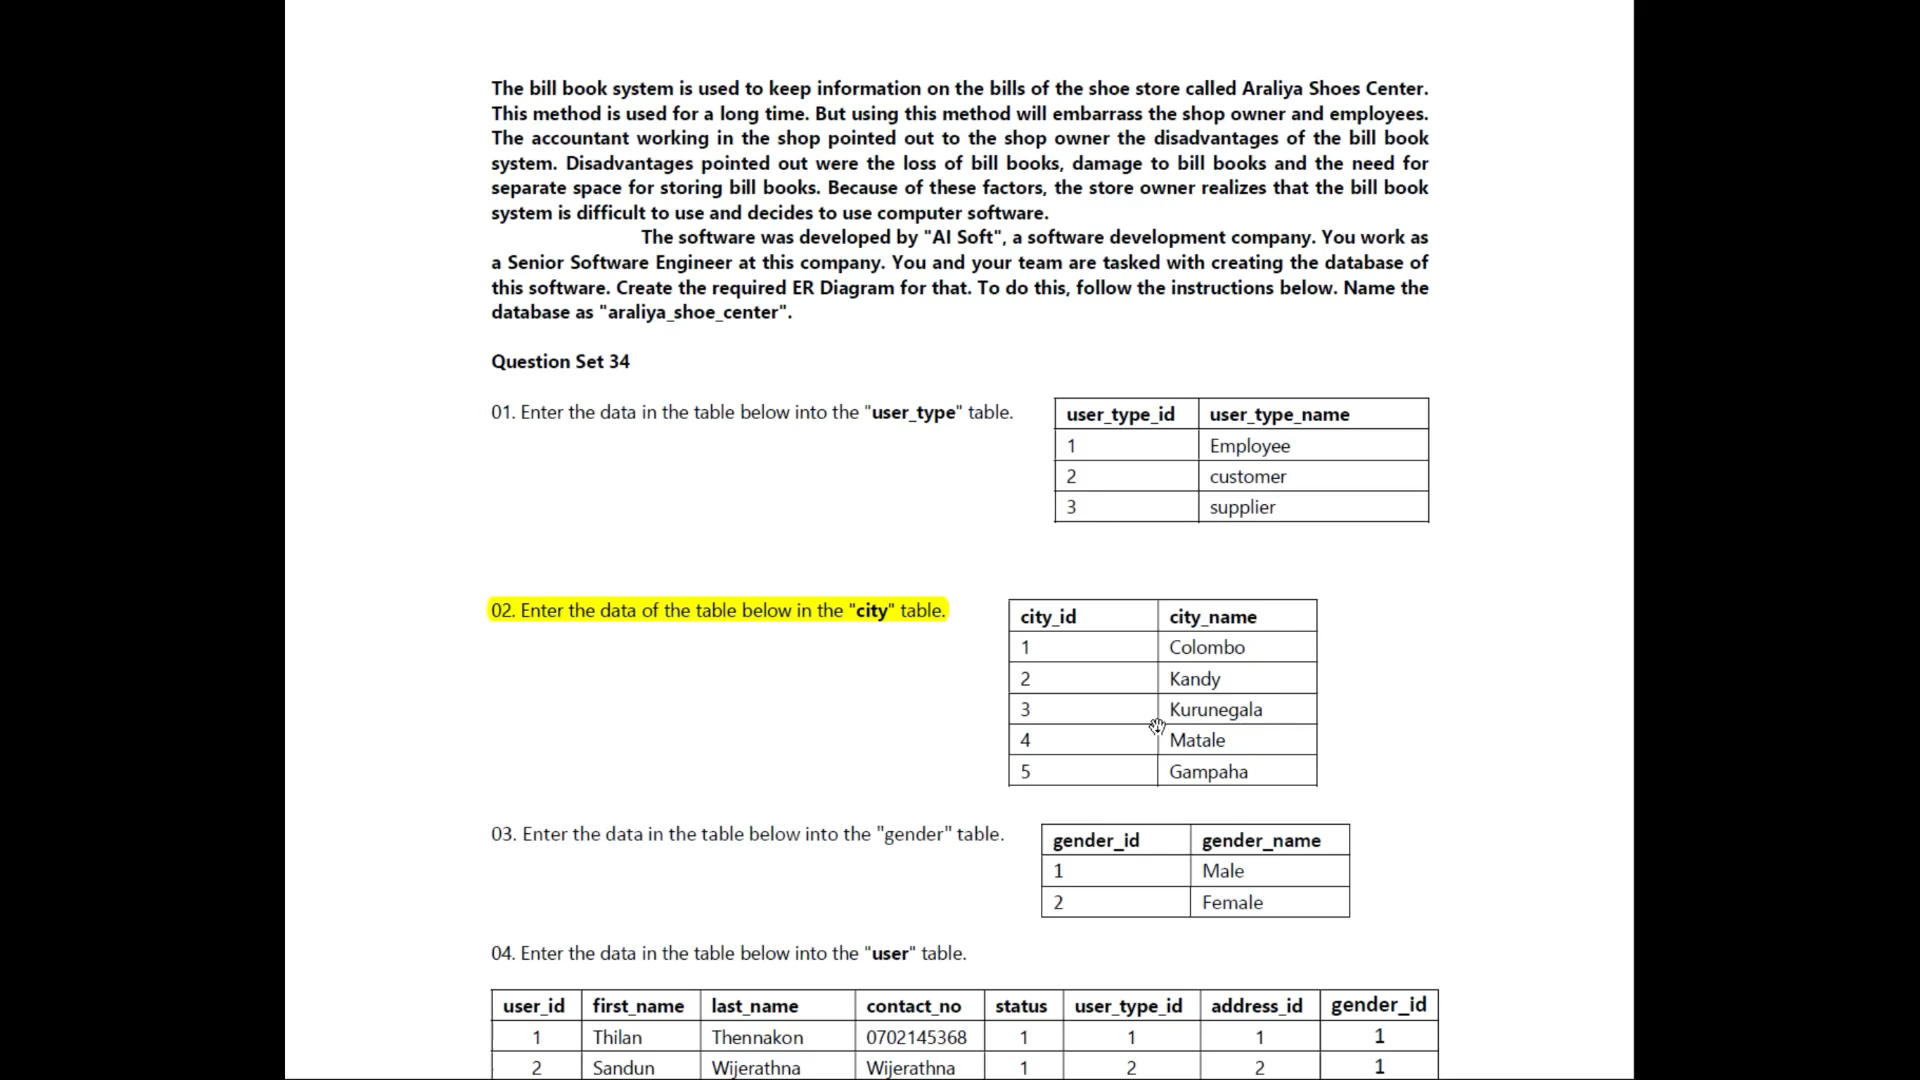 The bill book system is used to keep information on the bills of the shoe store called Araliya Shoes Center.
This method is used for a long time. But using this method will embarrass the shop owner and employees.
The accountant working in the shop pointed out to the shop owner the disadvantages of the bill book
system. Disadvantages pointed out were the loss of bill books, damage to bill books and the need for
separate space for storing bill books. Because of these factors, the store owner realizes that the bill book
system is difficult to use and decides to use computer software.
The software was developed by "AI Soft", a software development company. You work as
a Senior Software Engineer at this company. You and your team are tasked with creating the database of
this software. Create the required ER Diagram for that. To do this, follow the instructions below. Name the
database as "araliya_shoe_center".
Question Set 34
01. Enter the data in the table below into the "user_type" table.
user_type_id user_type_name
1 Employee
2 customer
3 supplier
02. Enter the data of the table below in the "city" table.
city_id city_name
1 Colombo
2 Kandy
3 Kurunegala
4 Matale
5 Gampaha
03. Enter the data in the table below into the "gender" table.
gender_id gender_name
1 Male
2 Female
04. Enter the data in the table below into the "user" table.
user_id first_name last_name contact_no status user_type_id address_id gender_id
1 Thilan Thennakon 0702145368 1 1 1 1
2 Sandun Wijerathna Wijerathna 1 2 2 1